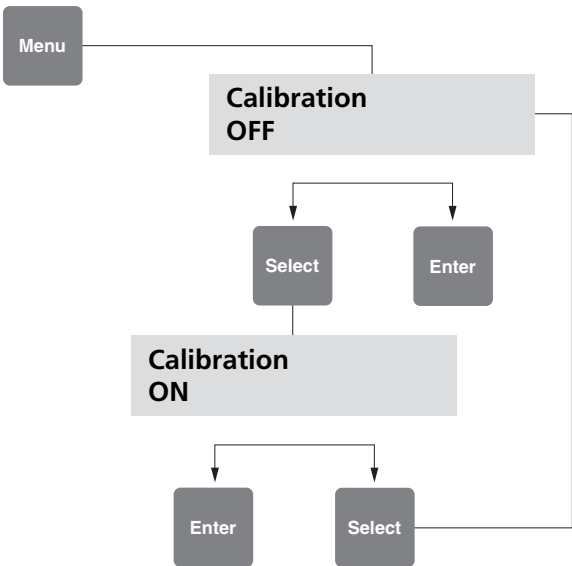 Menu
Calibration
OFF
Select
Enter
Calibration
ON
Enter
Select